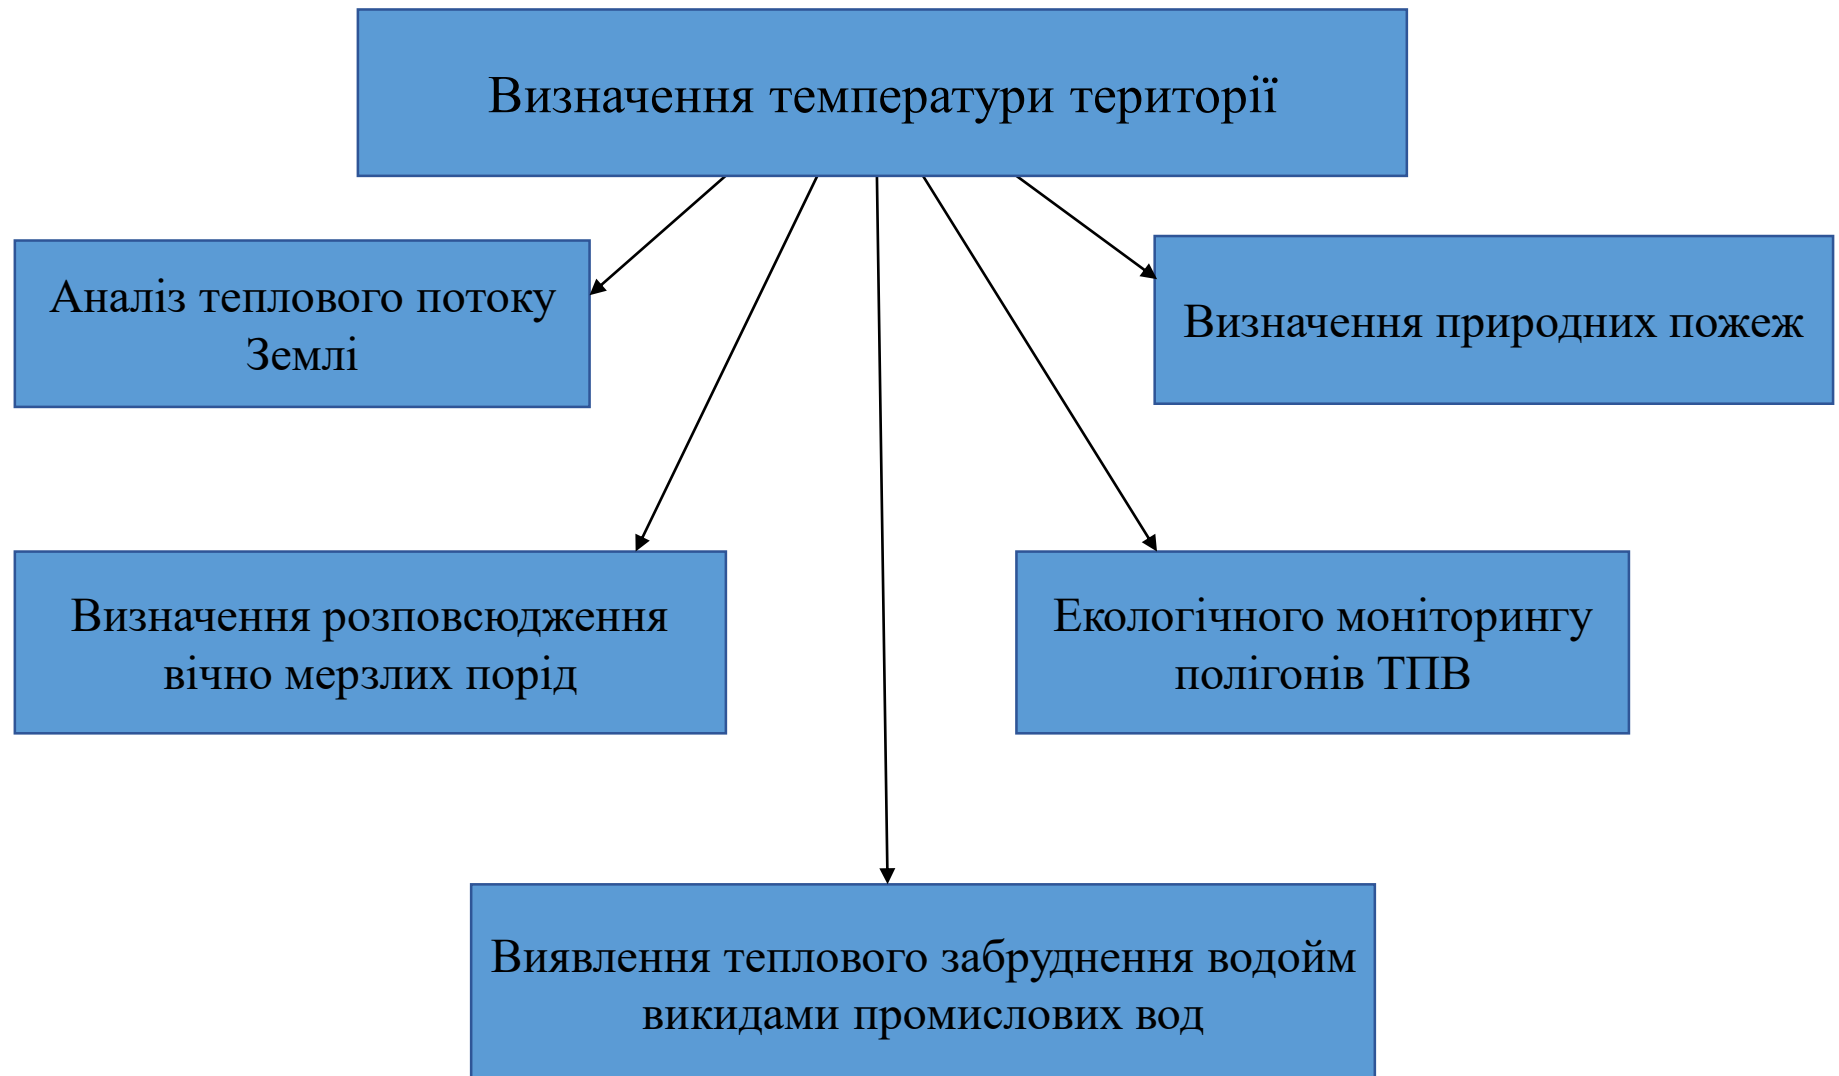 Визначення температури території
Аналіз теплового потоку
Землі
Визначення природних пожеж
Визначення розповсюдження
вічно мерзлих порід
Екологічного моніторингу
полігонів ТПВ
Виявлення теплового забруднення водойм
викидами промислових вод